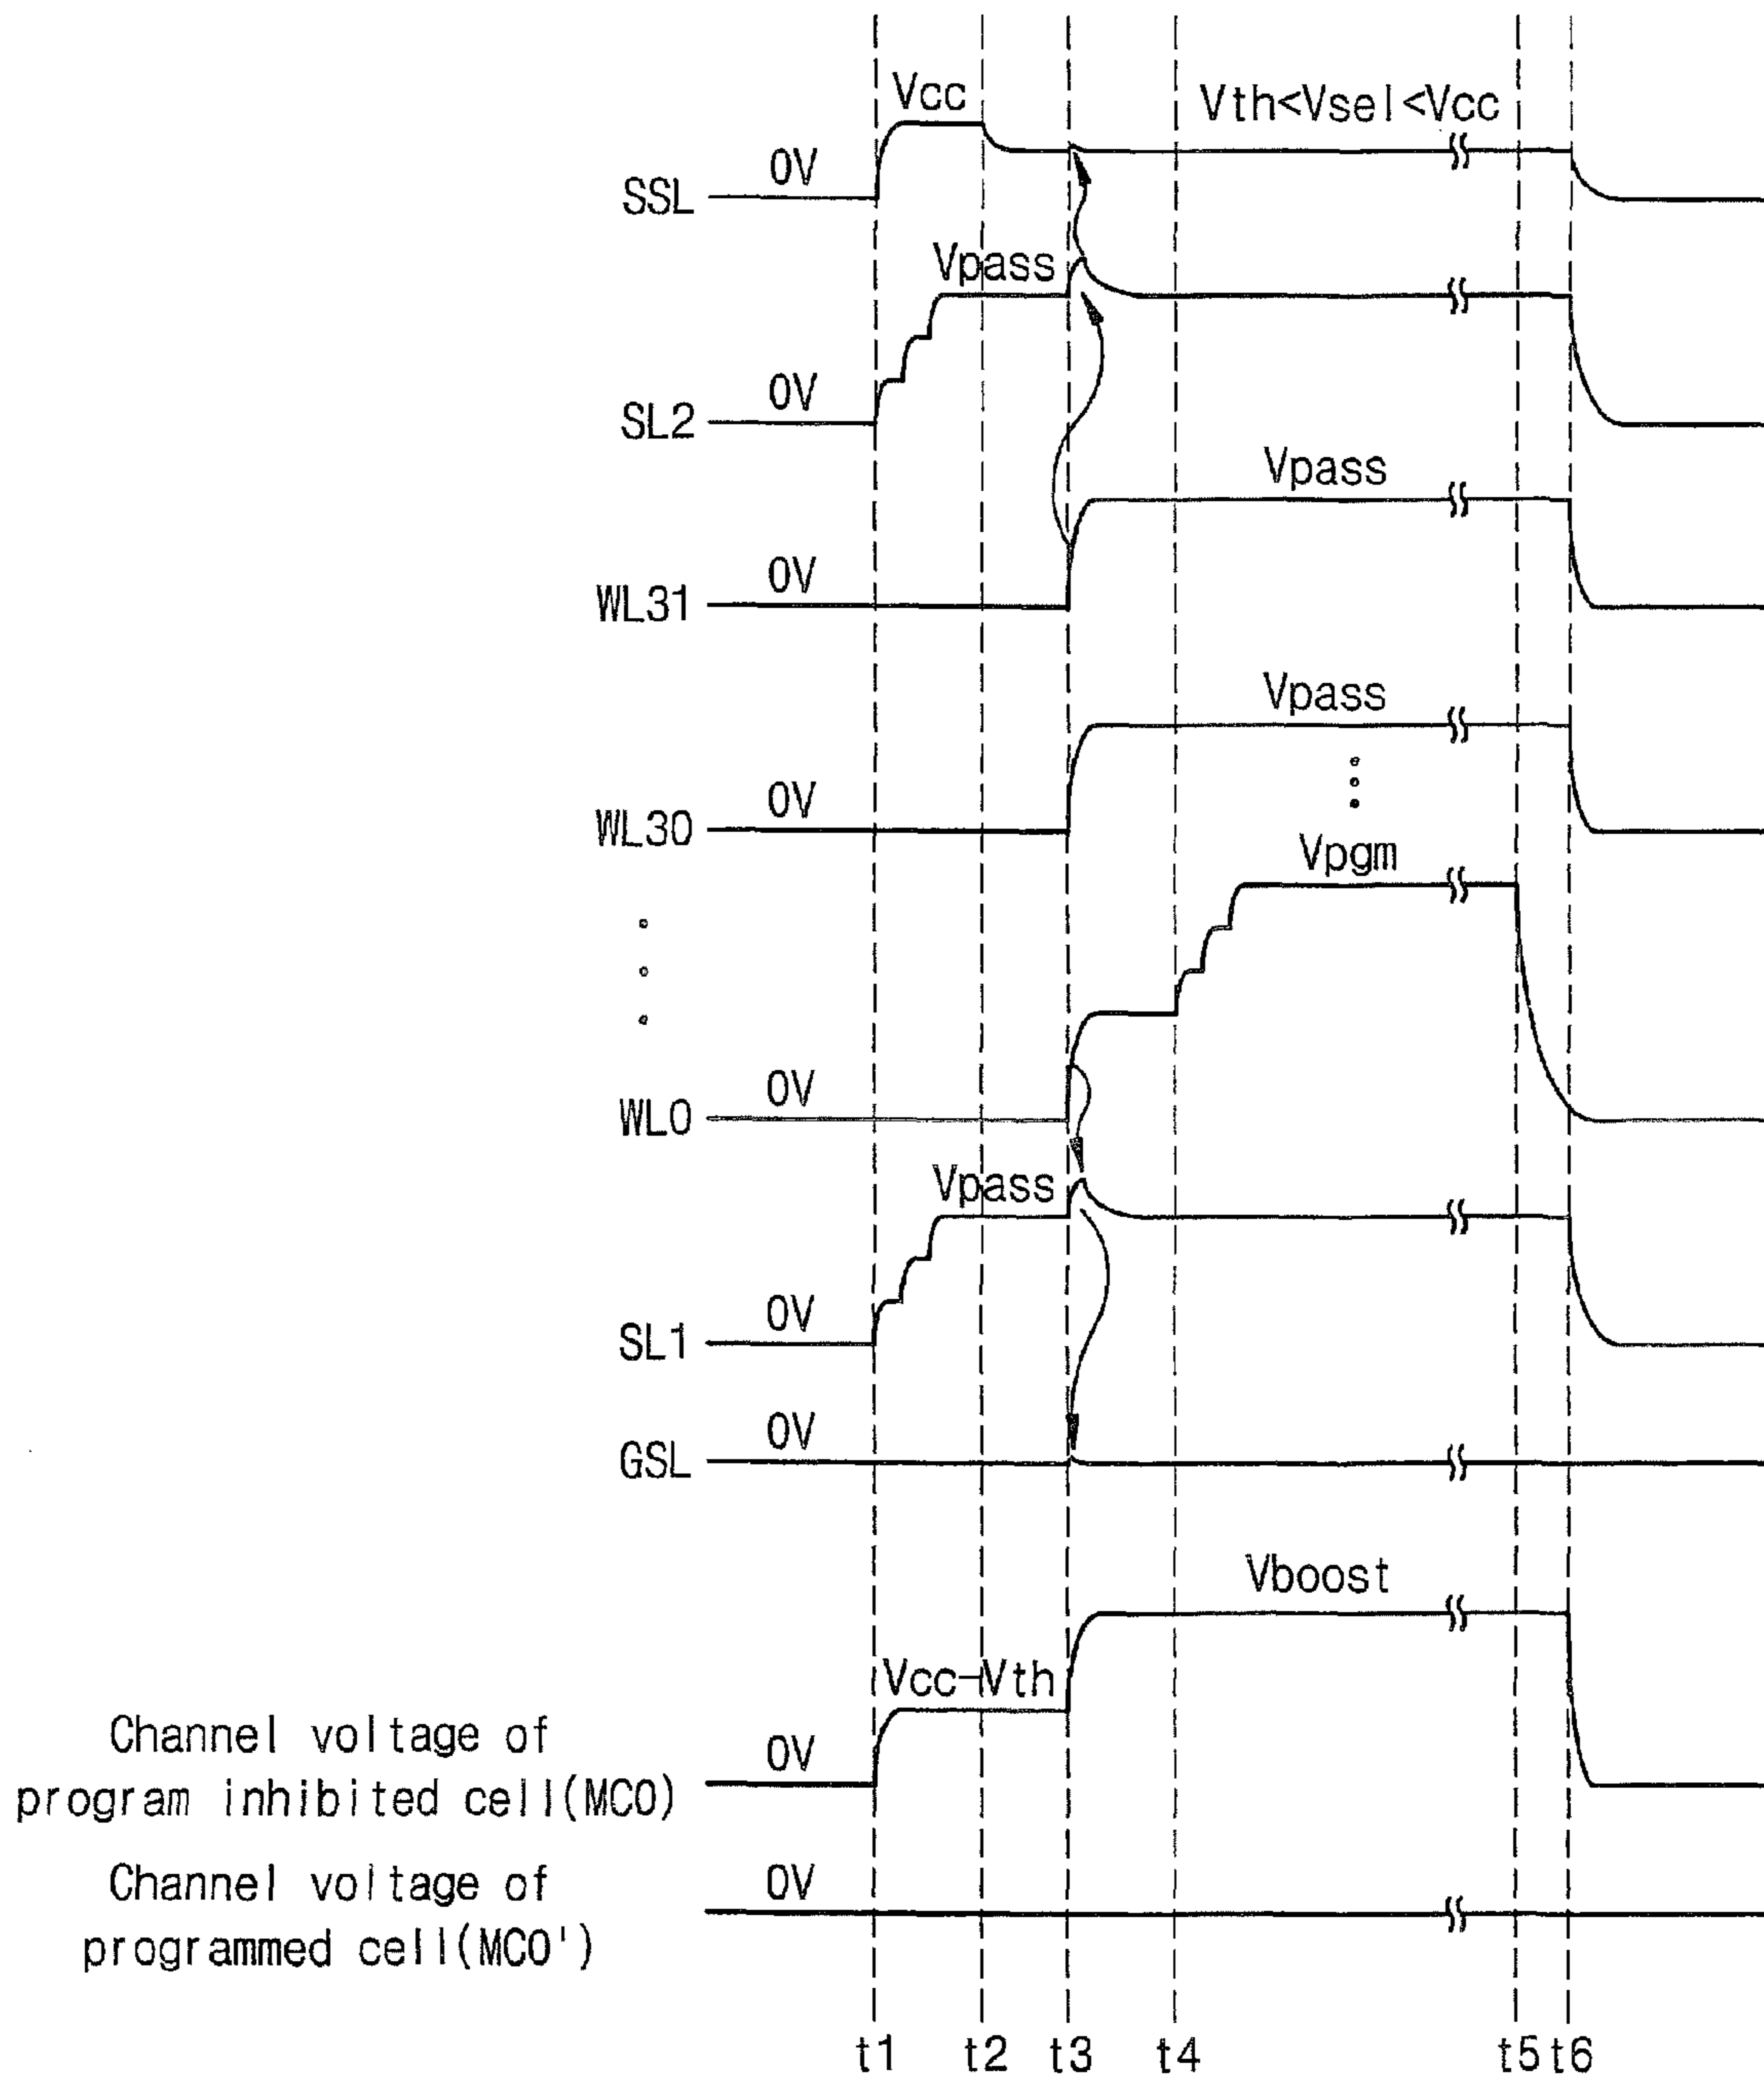 Vcc
Vth<Vsel<Vcc
0V
SSL
Vpass
0V
SL2
Vpass
0V
WL31
Vpass
0V
WL30
Vpgm
0V
WL0
Vpass
0V
SL1
0V
GSL
Vboost
Vcc-Vth
Channel voltage of
program inhibited cell(MC0)
0V
Channel voltage of
programmed cell(MC0')
0V
t1 t2 t3 t4 t5 t6